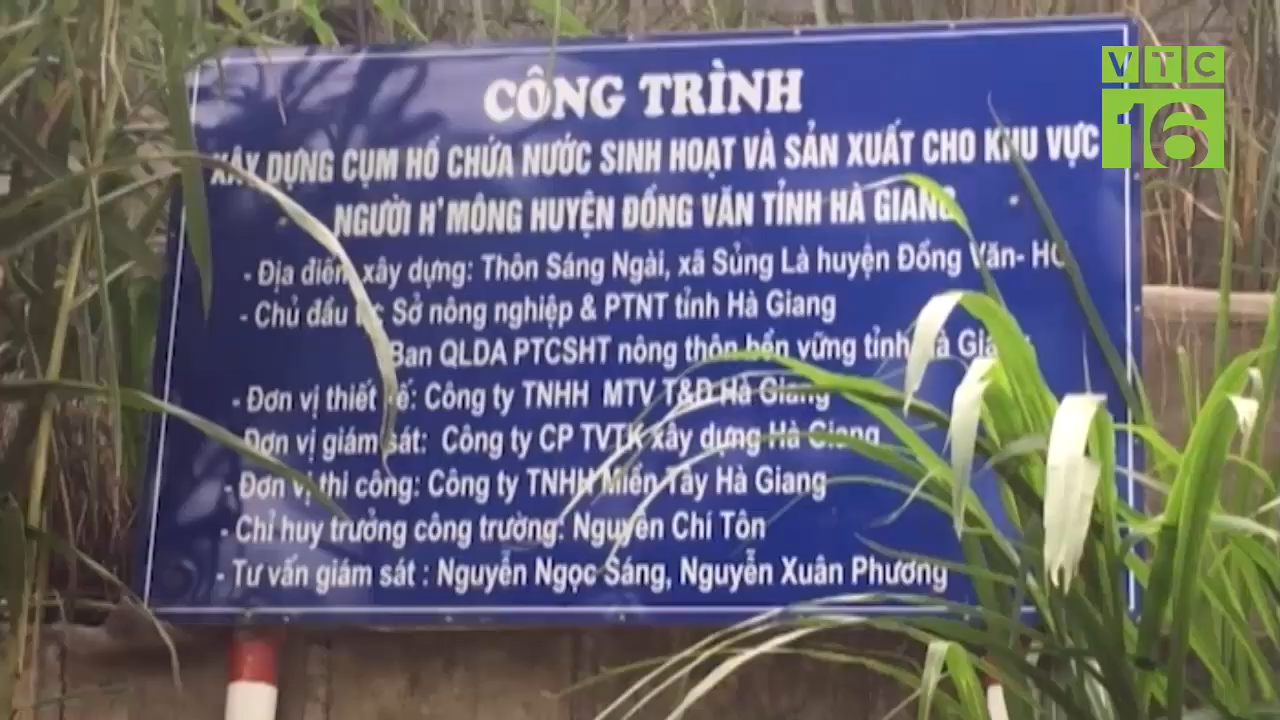 VTC
16
CÔNG TRÌNH
XÂY DỰNG CỤM HỒ CHỨA NƯỚC SINH HOẠT VÀ SẢN XUẤT CHO KHU VỰC
NGƯỜI H'MÔNG HUYỆN ĐỒNG VĂN TỈNH HÀ GIANG
- Địa điểm xây dựng: Thôn Sáng Ngài, xã Sủng Là huyện Đồng Văn- HG
- Chủ đầu Sở nông nghiệp & PTNT tỉnh Hà Giang
Ban QLDA PTCSHT nông thôn bền vững tỉnh Hà Giang
- Đơn vị thiết kế: Công ty TNHH MTV T&D Hà Giang
- Đơn vị giám sát: Công ty CP TVTK xây dựng Hà Giang
- Đơn vị thi công: Công ty TNHH Miền Tây Hà Giang
- Chỉ huy trưởng công trường: Nguyễn Chí Tôn
- Tư vấn giám sát : Nguyễn Ngọc Sáng, Nguyễn Xuân Phương